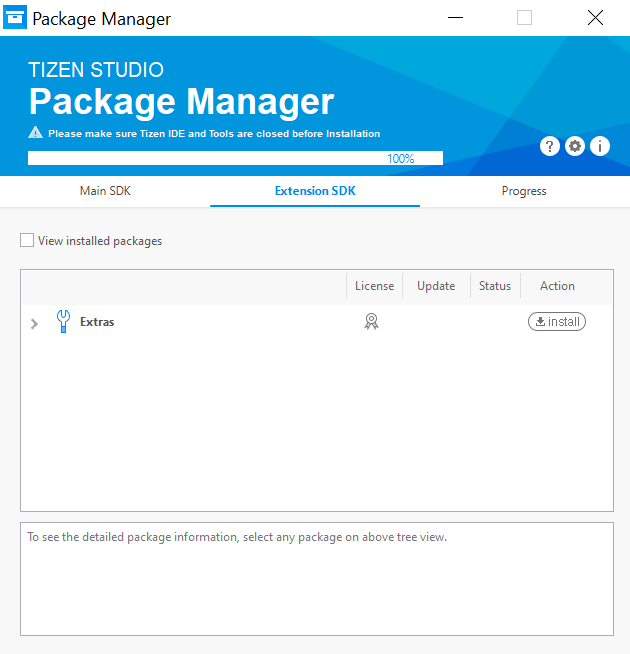 Package Manager
TIZEN STUDIO
Package Manager
Please make sure Tizen IDE and Tools are closed before Installation
100%
? i
Main SDK Extension SDK Progress
View installed packages
License Update Status Action
Extras install
To see the detailed package information, select any package on above tree view.